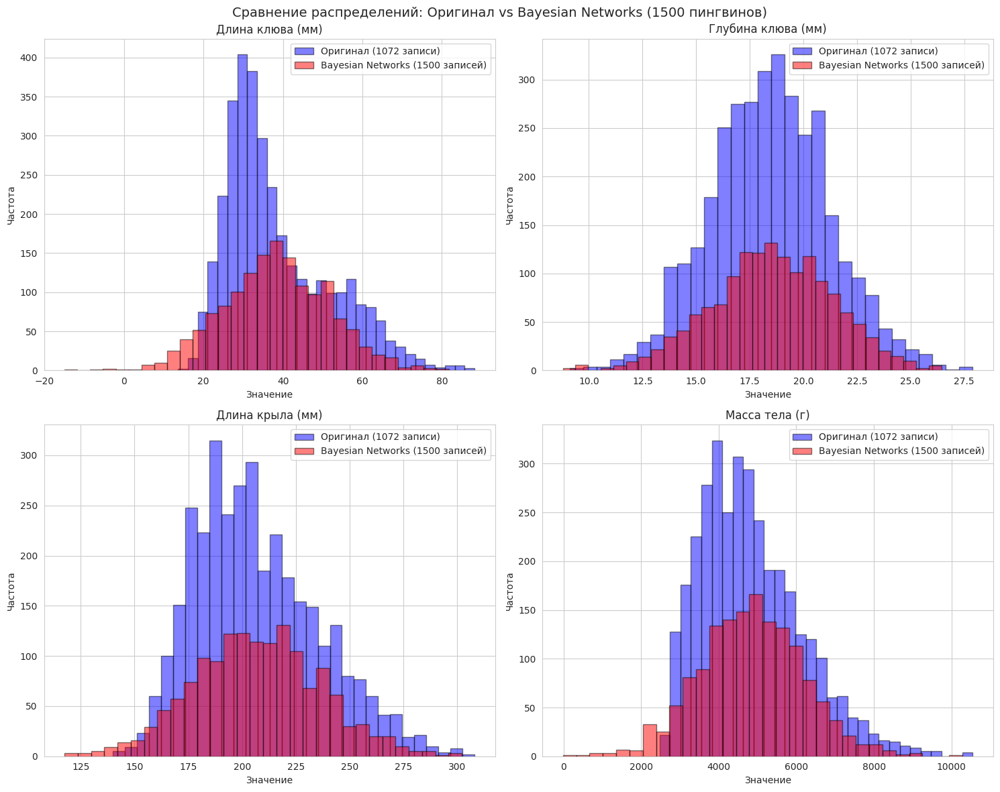 Сравнение распределений: Оригинал vs Bayesian Networks (1500 пингвинов)
Длина клюва (мм)
Оригинал (1072 записи)
Bayesian Networks (1500 записей)
Частота
400
350
300
250
200
150
100
50
0
−20 0 20 40 60 80
Значение
Глубина клюва (мм)
Оригинал (1072 записи)
Bayesian Networks (1500 записей)
Частота
300
250
200
150
100
50
0
10.0 12.5 15.0 17.5 20.0 22.5 25.0 27.5
Значение
Длина крыла (мм)
Оригинал (1072 записи)
Bayesian Networks (1500 записей)
Частота
300
250
200
150
100
50
0
125 150 175 200 225 250 275 300
Значение
Масса тела (г)
Оригинал (1072 записи)
Bayesian Networks (1500 записей)
Частота
300
250
200
150
100
50
0
0 2000 4000 6000 8000 10000
Значение